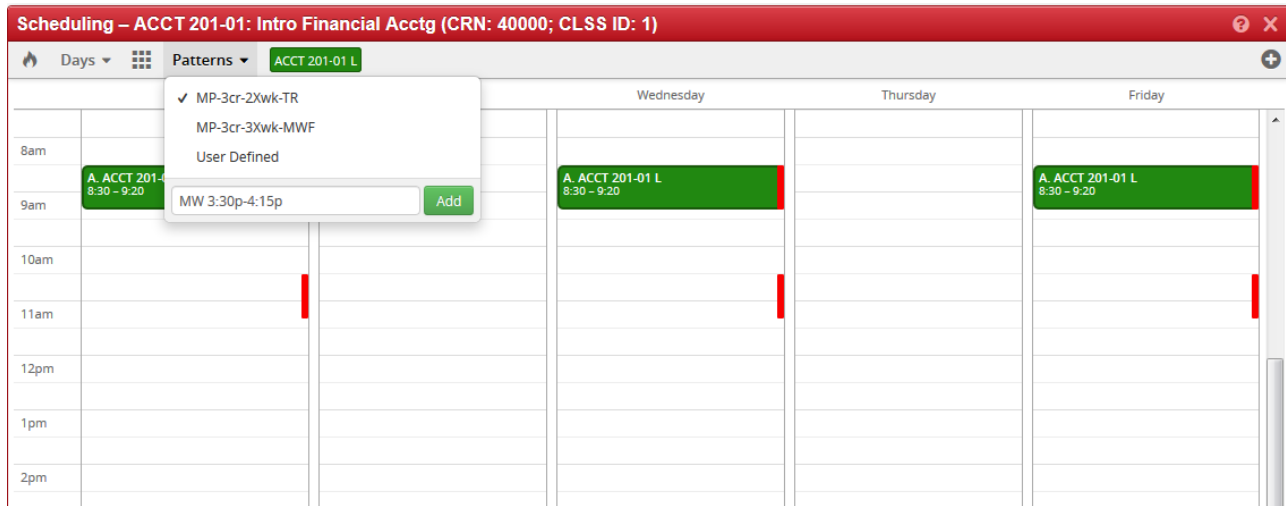 Scheduling – ACCT 201-01: Intro Financial Acctg (CRN: 40000; CLSS ID: 1)
Days Patterns ACCT 201-01 L
Wednesday Thursday Friday
MP-3cr-2Xwk-TR
MP-3cr-3Xwk-MWF
User Defined
MW 3:30p-4:15p Add
8am
A. ACCT 201-0
8:30 – 9:20
A. ACCT 201-01 L
8:30 – 9:20
A. ACCT 201-01 L
8:30 – 9:20
9am
10am
11am
12pm
1pm
2pm